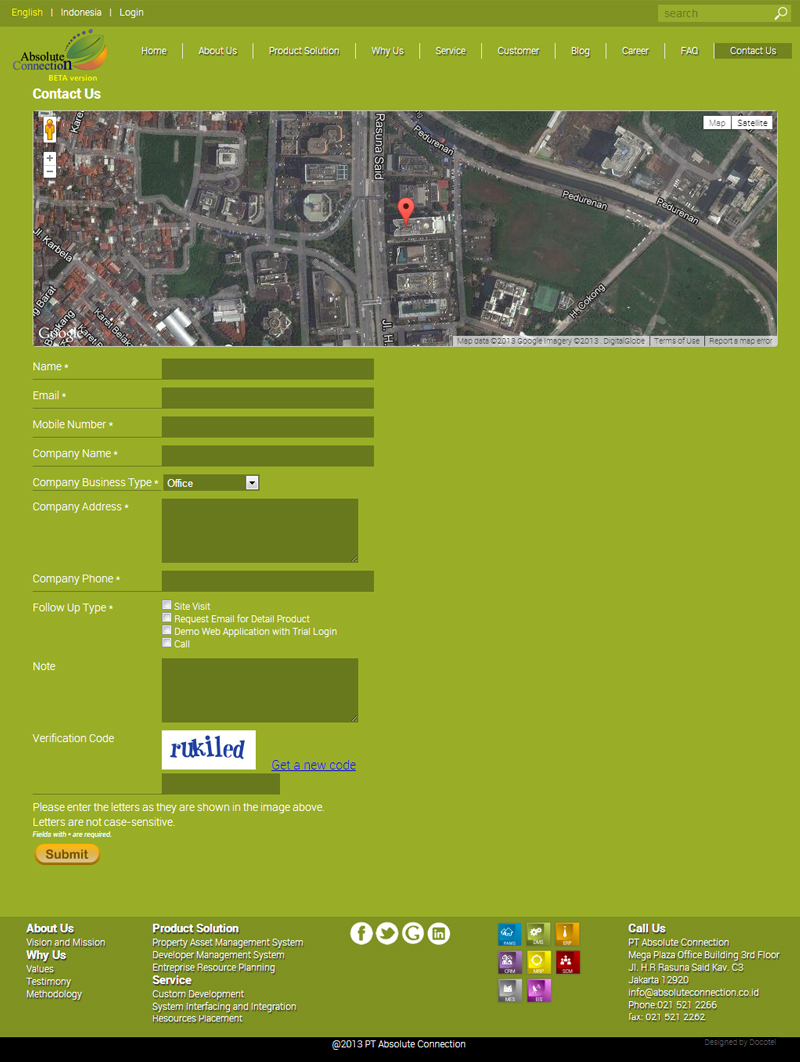 English | Indonesia | Login
search
Absolute
Connection
BETA version
Home
About Us
Product Solution
Why Us
Service
Customer
Blog
Career
FAQ
Contact Us
Contact Us
Map
Satellite
Rasuna Said
Pedurenan
Pedurenan
Pedurenan
Jl. Karbela
H. Cokong
Jl. H.
Google
Map data ©2013 Google Imagery ©2013 , DigitalGlobe
Terms of Use
Report a map error
Name *
Email *
Mobile Number *
Company Name *
Company Business Type *
Office
Company Address *
Company Phone *
Follow Up Type *
Site Visit
Request Email for Detail Product
Demo Web Application with Trial Login
Call
Note
Verification Code
rukiled
Get a new code
Please enter the letters as they are shown in the image above.
Letters are not case-sensitive.
Fields with * are required.
Submit
About Us
Vision and Mission
Why Us
Values
Testimony
Methodology
Product Solution
Property Asset Management System
Developer Management System
Entreprise Resource Planning
Service
Custom Development
System Interfacing and Integration
Resources Placement
PAMS
DMS
ERP
CRM
MRP
SCM
MES
Call Us
PT Absolute Connection
Mega Plaza Office Building 3rd Floor
Jl. H.R Rasuna Said Kav. C3
Jakarta 12920
info@absoluteconnection.co.id
Phone:021 521 2266
fax: 021 521 2262
@2013 PT Absolute Connection
Designed by Docotel